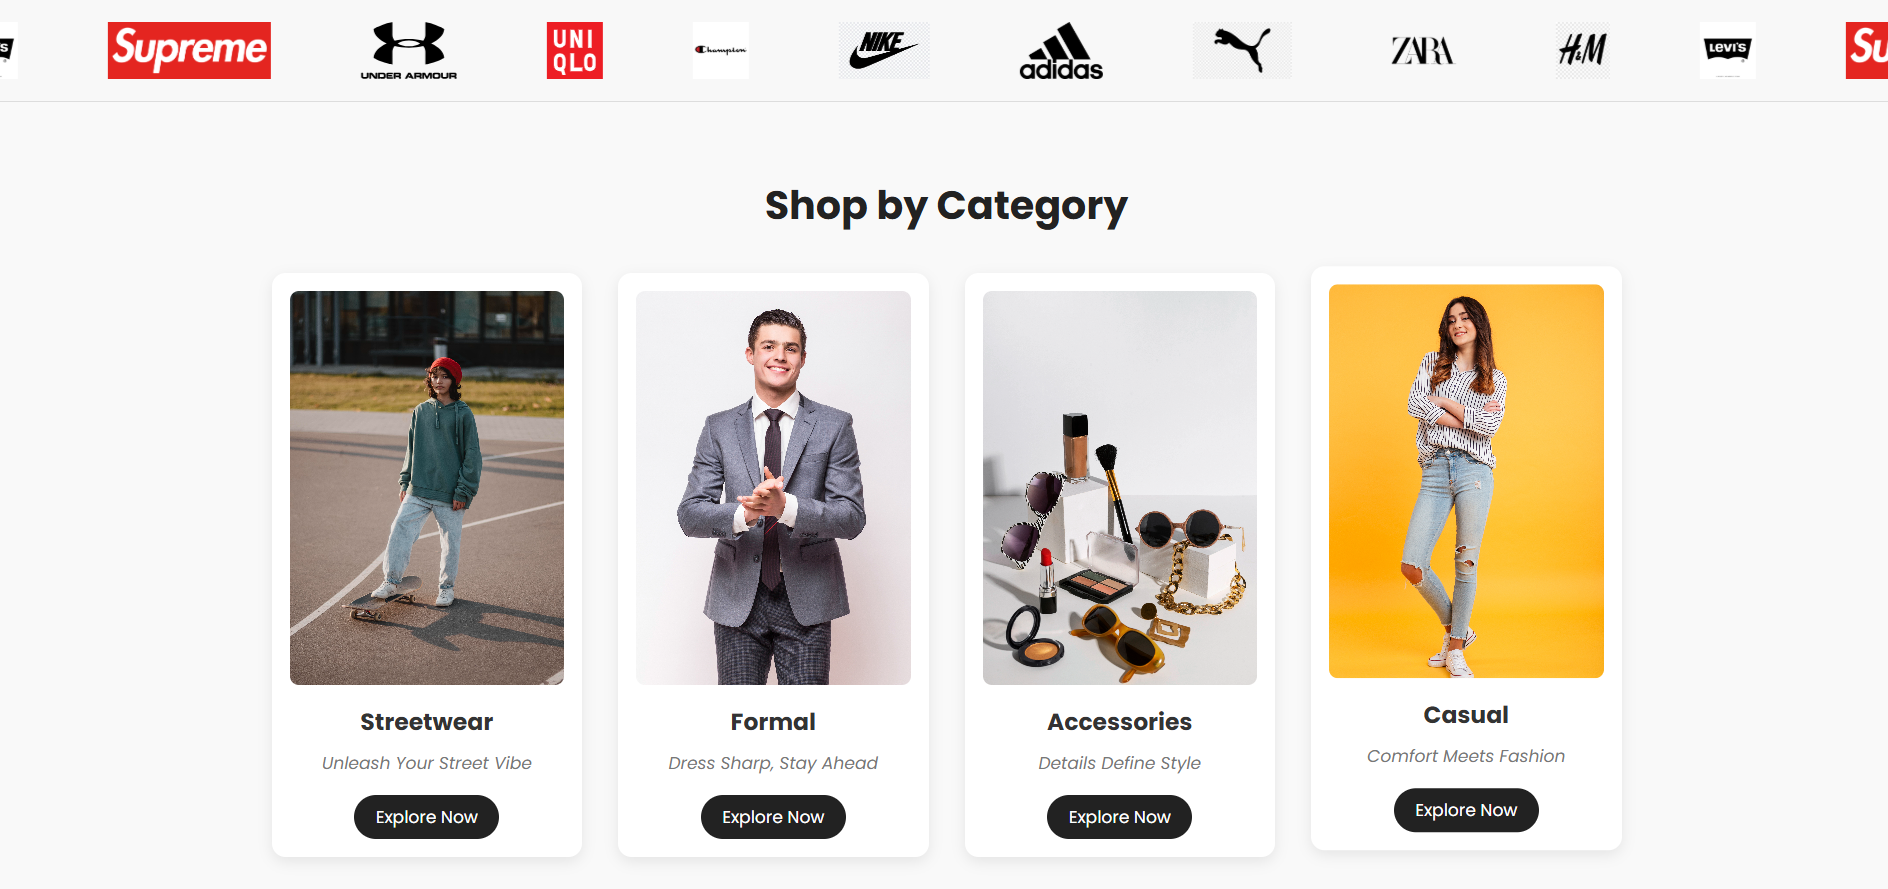 S
Supreme
UNDER ARMOUR
UNI
QLO
Champion
NIKE
adidas
ZARA
H&M
LEVI'S
Su
Shop by Category
Streetwear
Unleash Your Street Vibe
Explore Now
Formal
Dress Sharp, Stay Ahead
Explore Now
Accessories
Details Define Style
Explore Now
Casual
Comfort Meets Fashion
Explore Now